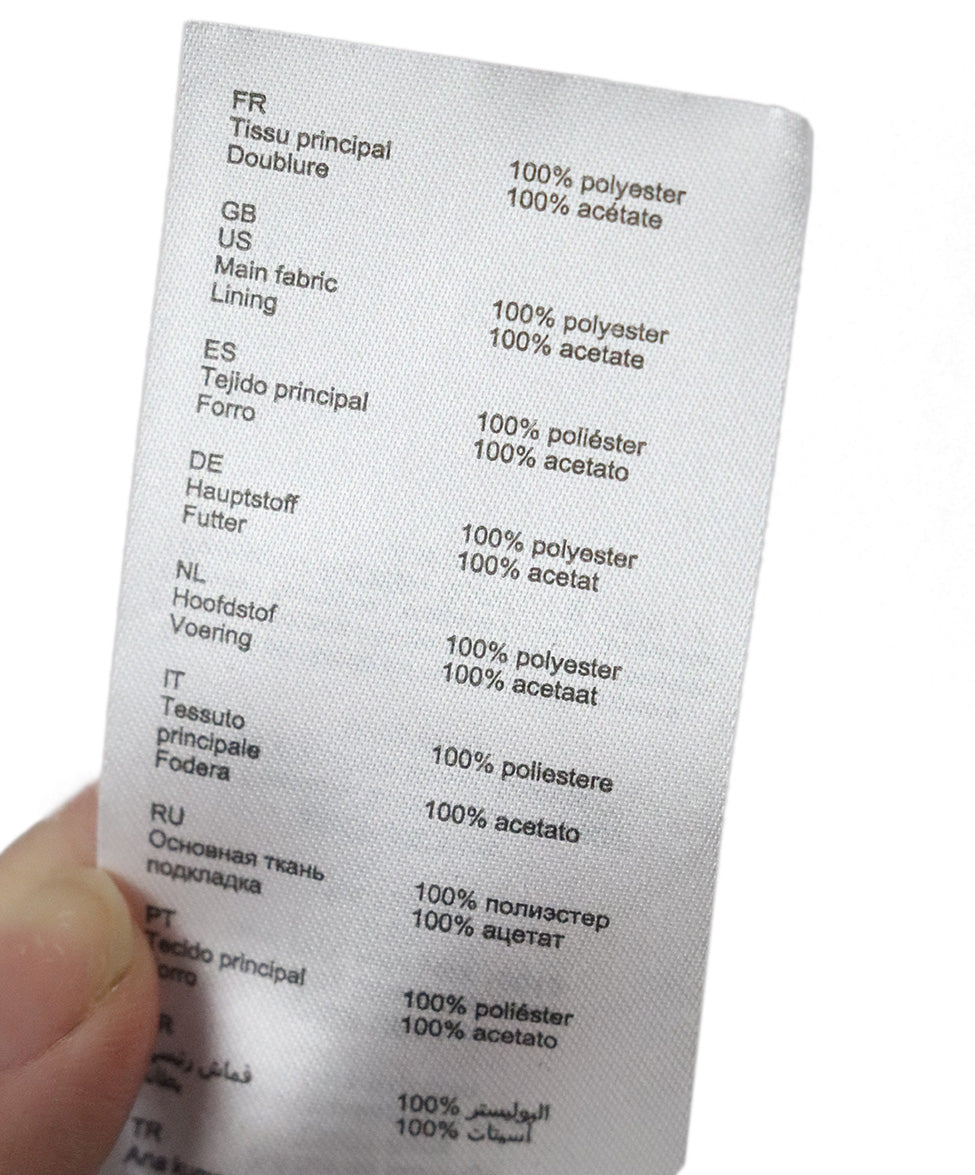 FR
Tissu principal 100% polyester
Doublure 100% acétate
GB
US
Main fabric 100% polyester
Lining 100% acetate
ES
Tejido principal 100% poliéster
Forro 100% acetato
DE
Hauptstoff 100% polyester
Futter 100% acetat
NL
Hoofdstof 100% polyester
Voering 100% acetaat
IT
Tessuto
principale 100% poliestere
Fodera 100% acetato
RU
Основная ткань 100% полиэстер
подкладка 100% ацетат
PT
Tecido principal 100% poliéster
100% acetato
قماش 100% البوليستر
100% أسيتات
TR
Ana